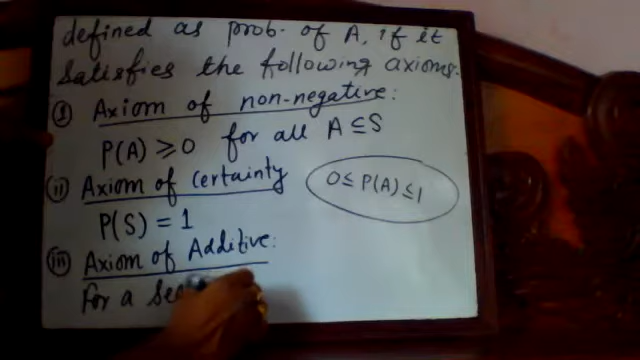 defined as prob. of A, if it
satisfies the following axioms.
(i) Axiom of non-negative:
P(A) ⩾ 0 for all A ⊆ S
(ii) Axiom of certainty
0 ≤ P(A) ≤ 1
P(S) = 1
(iii) Axiom of Additive:
For a